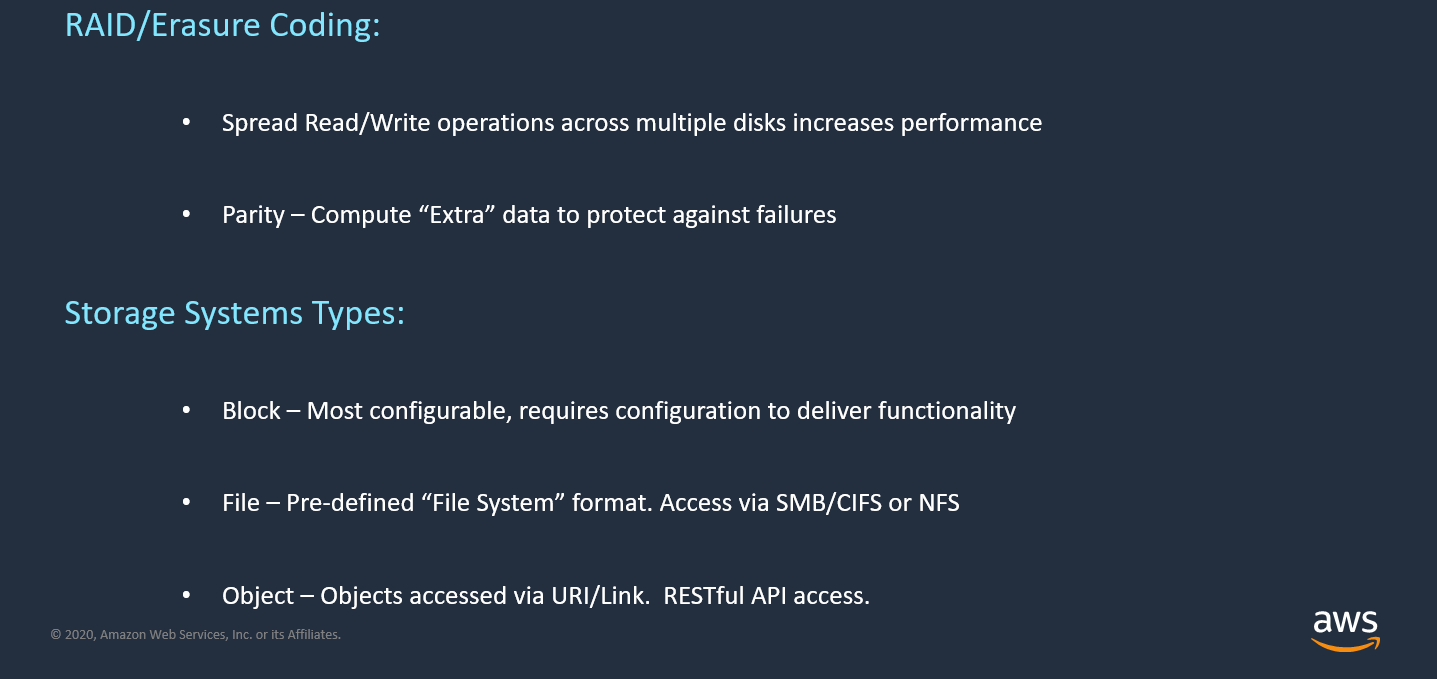 RAID/Erasure Coding:
• Spread Read/Write operations across multiple disks increases performance
• Parity – Compute “Extra” data to protect against failures
Storage Systems Types:
• Block – Most configurable, requires configuration to deliver functionality
• File – Pre-defined “File System” format. Access via SMB/CIFS or NFS
• Object – Objects accessed via URI/Link.  RESTful API access.
© 2020, Amazon Web Services, Inc. or its Affiliates.
aws